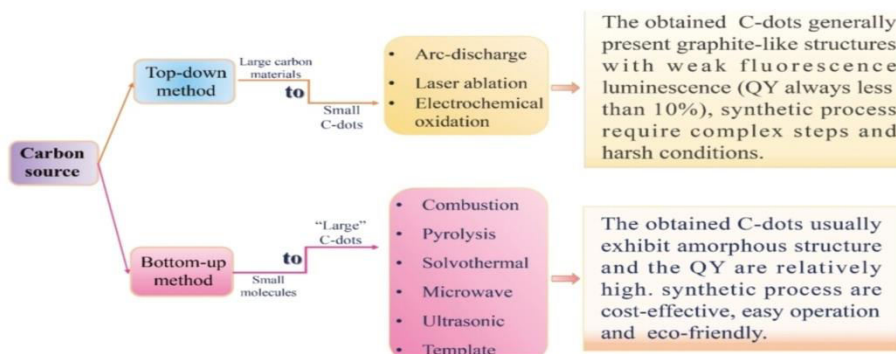 Carbon
source
Top-down
method
Large carbon
materials
to
Small
C-dots
• Arc-discharge
• Laser ablation
• Electrochemical
oxidation
The obtained C-dots generally
present graphite-like structures
with weak fluorescence
luminescence (QY always less
than 10%), synthetic process
require complex steps and
harsh conditions.
Bottom-up
method
Small
molecules
to
“Large”
C-dots
• Combustion
• Pyrolysis
• Solvothermal
• Microwave
• Ultrasonic
• Template
The obtained C-dots usually
exhibit amorphous structure
and the QY are relatively
high. synthetic process are
cost-effective, easy operation
and eco-friendly.